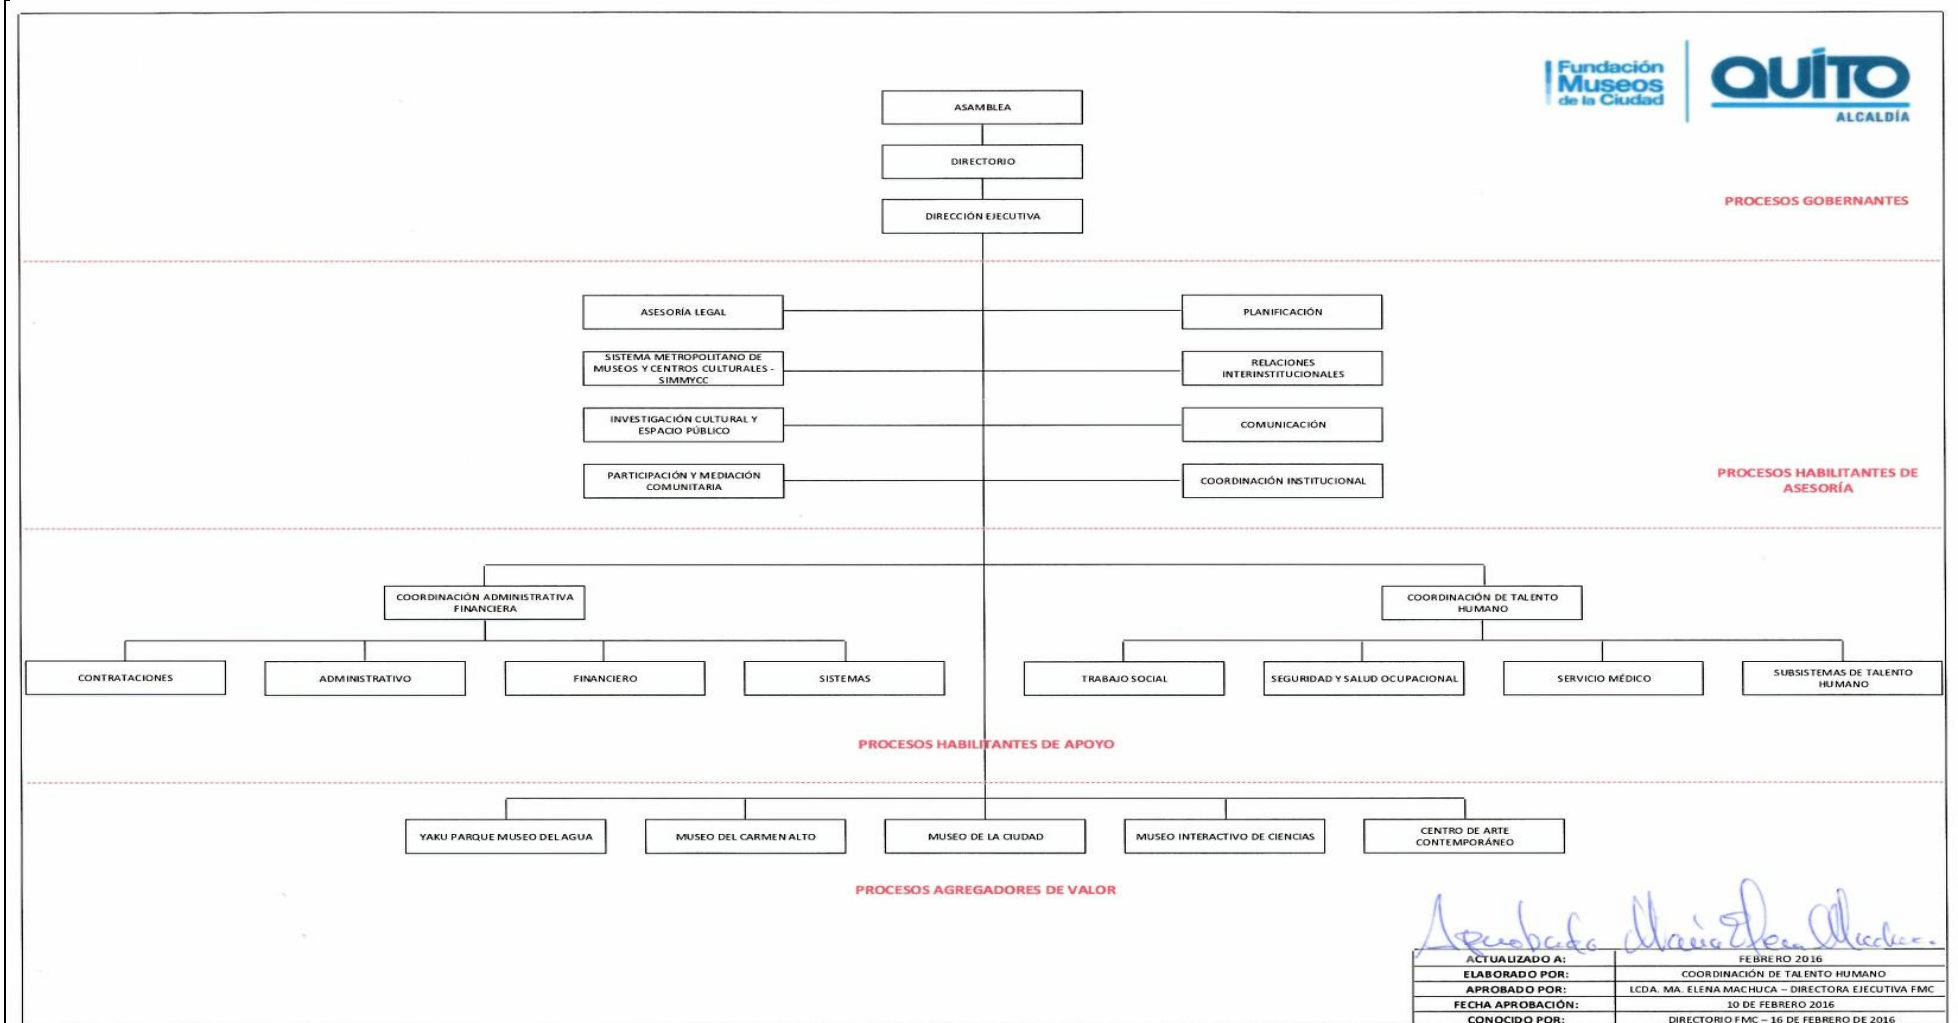 Fundación
Museos
de la Ciudad
QUITO
ALCALDÍA
ASAMBLEA
DIRECTORIO
DIRECCIÓN EJECUTIVA
PROCESOS GOBERNANTES
ASESORÍA LEGAL
PLANIFICACIÓN
SISTEMA METROPOLITANO DE
MUSEOS Y CENTROS CULTURALES -
SIMMYCC
RELACIONES
INTERINSTITUCIONALES
INVESTIGACIÓN CULTURAL Y
ESPACIO PÚBLICO
COMUNICACIÓN
PARTICIPACIÓN Y MEDIACIÓN
COMUNITARIA
COORDINACIÓN INSTITUCIONAL
PROCESOS HABILITANTES DE
ASESORÍA
COORDINACIÓN ADMINISTRATIVA
FINANCIERA
COORDINACIÓN DE TALENTO
HUMANO
CONTRATACIONES
ADMINISTRATIVO
FINANCIERO
SISTEMAS
TRABAJO SOCIAL
SEGURIDAD Y SALUD OCUPACIONAL
SERVICIO MÉDICO
SUBSISTEMAS DE TALENTO
HUMANO
PROCESOS HABILITANTES DE APOYO
YAKU PARQUE MUSEO DEL AGUA
MUSEO DEL CARMEN ALTO
MUSEO DE LA CIUDAD
MUSEO INTERACTIVO DE CIENCIAS
CENTRO DE ARTE
CONTEMPORÁNEO
PROCESOS AGREGADORES DE VALOR
Aprobado María Elena Machuca
ACTUALIZADO A: FEBRERO 2016
ELABORADO POR: COORDINACIÓN DE TALENTO HUMANO
APROBADO POR: LCDA. MA. ELENA MACHUCA – DIRECTORA EJECUTIVA FMC
FECHA APROBACIÓN: 10 DE FEBRERO 2016
CONOCIDO POR: DIRECTORIO FMC – 16 DE FEBRERO DE 2016